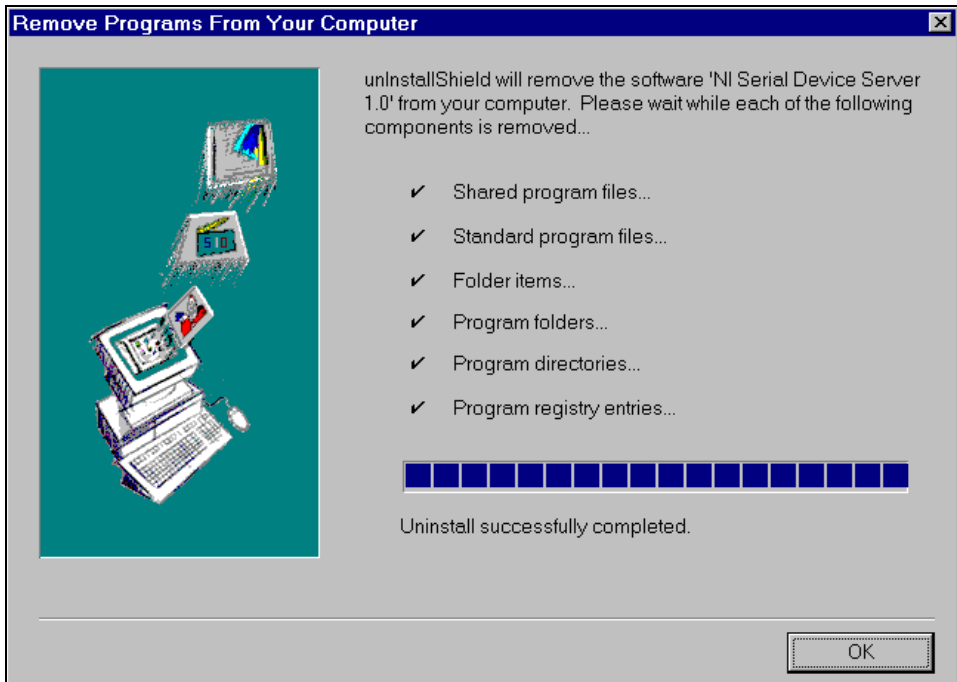 Remove Programs From Your Computer
unInstallShield will remove the software 'NI Serial Device Server
1.0' from your computer. Please wait while each of the following
components is removed...
✔ Shared program files...
✔ Standard program files...
✔ Folder items...
✔ Program folders...
✔ Program directories...
✔ Program registry entries...
Uninstall successfully completed.
OK